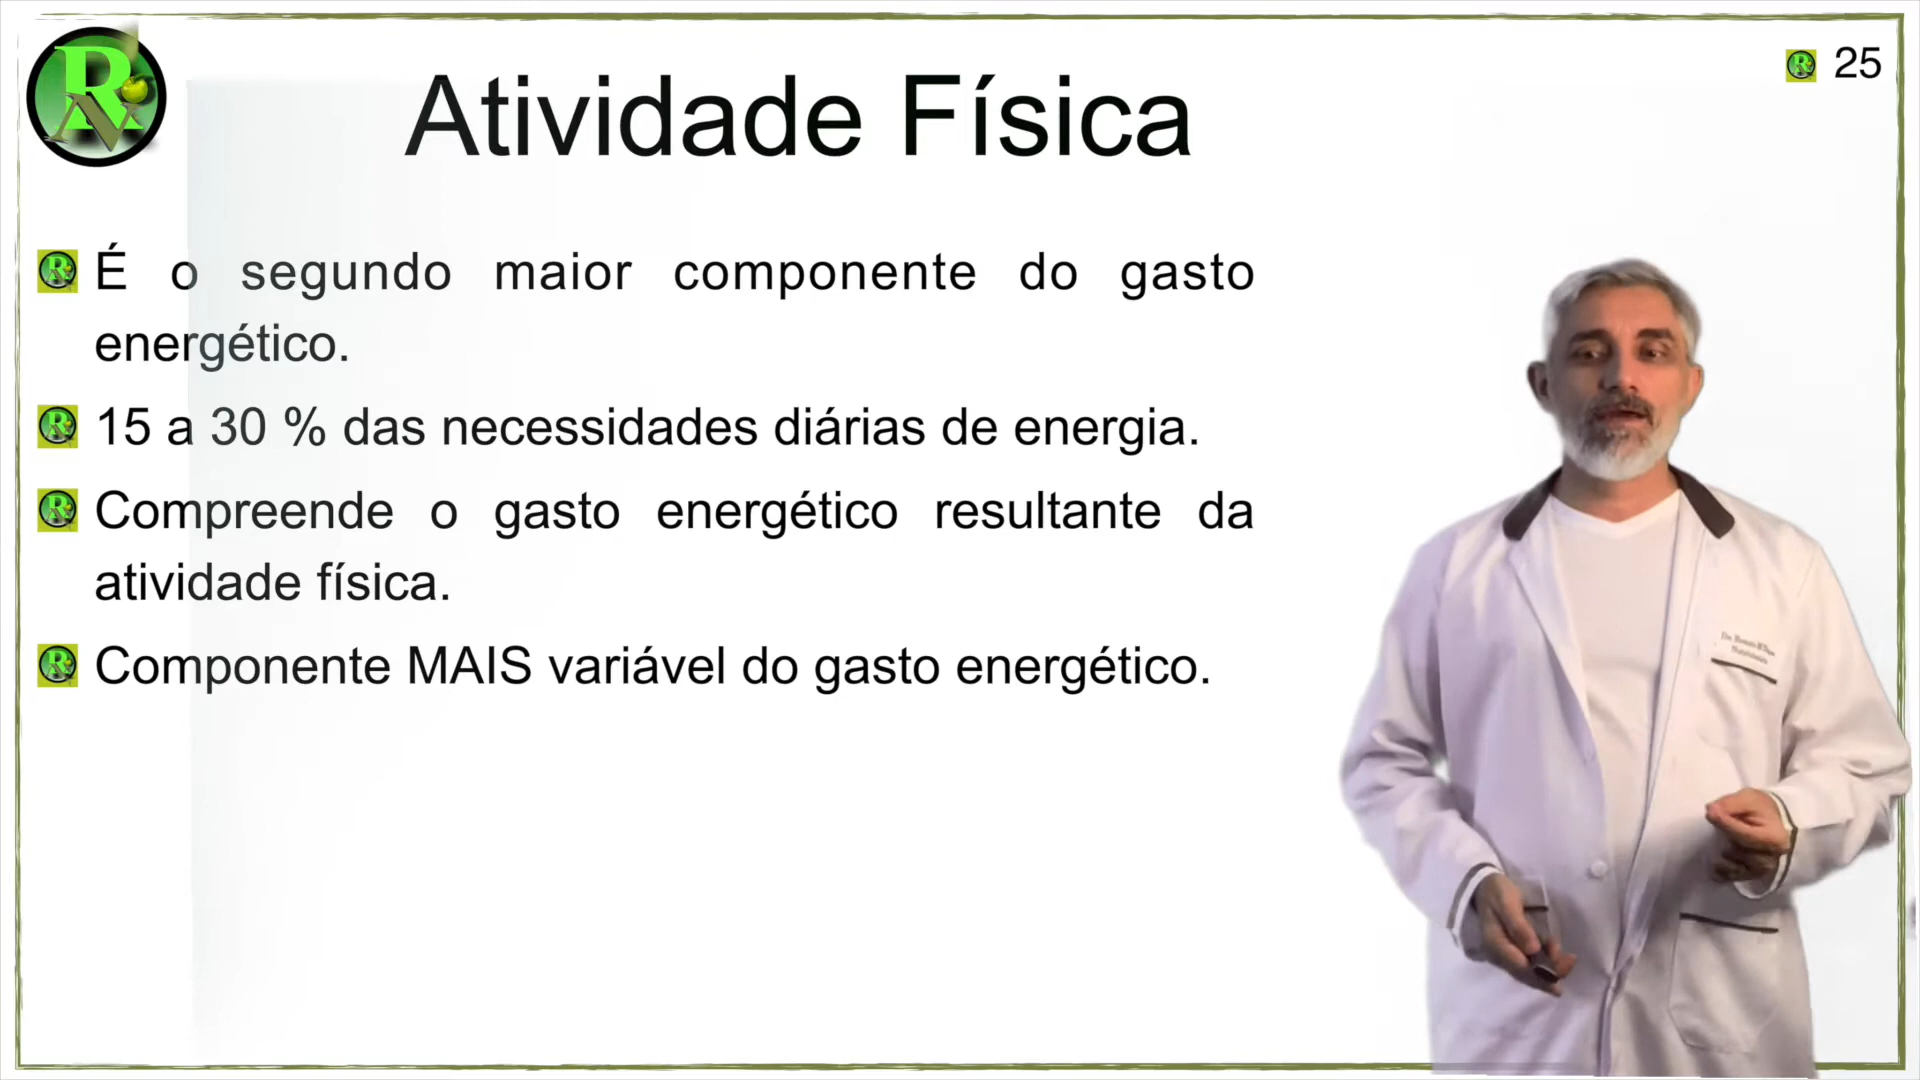 25
Atividade Física
É o segundo maior componente do gasto
energético.
15 a 30 % das necessidades diárias de energia.
Compreende o gasto energético resultante da
atividade física.
Componente MAIS variável do gasto energético.